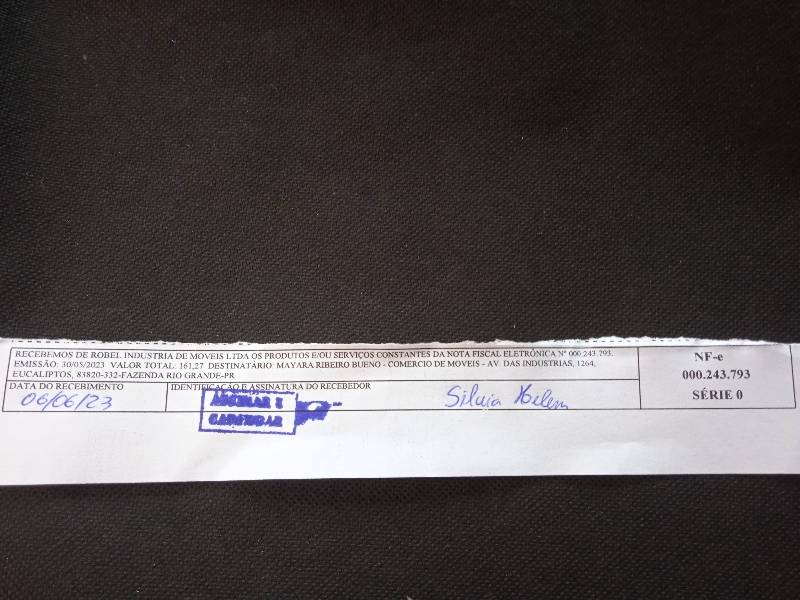 RECEBEMOS DE ROBEL INDUSTRIA DE MOVEIS LTDA OS PRODUTOS E/OU SERVIÇOS CONSTANTES DA NOTA FISCAL ELETRÔNICA Nº 000.243.793.
EMISSÃO: 30/05/2023 VALOR TOTAL: 161,27 DESTINATÁRIO: MAYARA RIBEIRO BUENO - COMERCIO DE MOVEIS - AV. DAS INDUSTRIAS, 1264,
EUCALIPTOS, 83820-332-FAZENDA RIO GRANDE-PR
DATA DO RECEBIMENTO
06/06/23
IDENTIFICAÇÃO E ASSINATURA DO RECEBEDOR
ASSINAR E
CARIMBAR
Silvia Helem
NF-e
000.243.793
SÉRIE 0